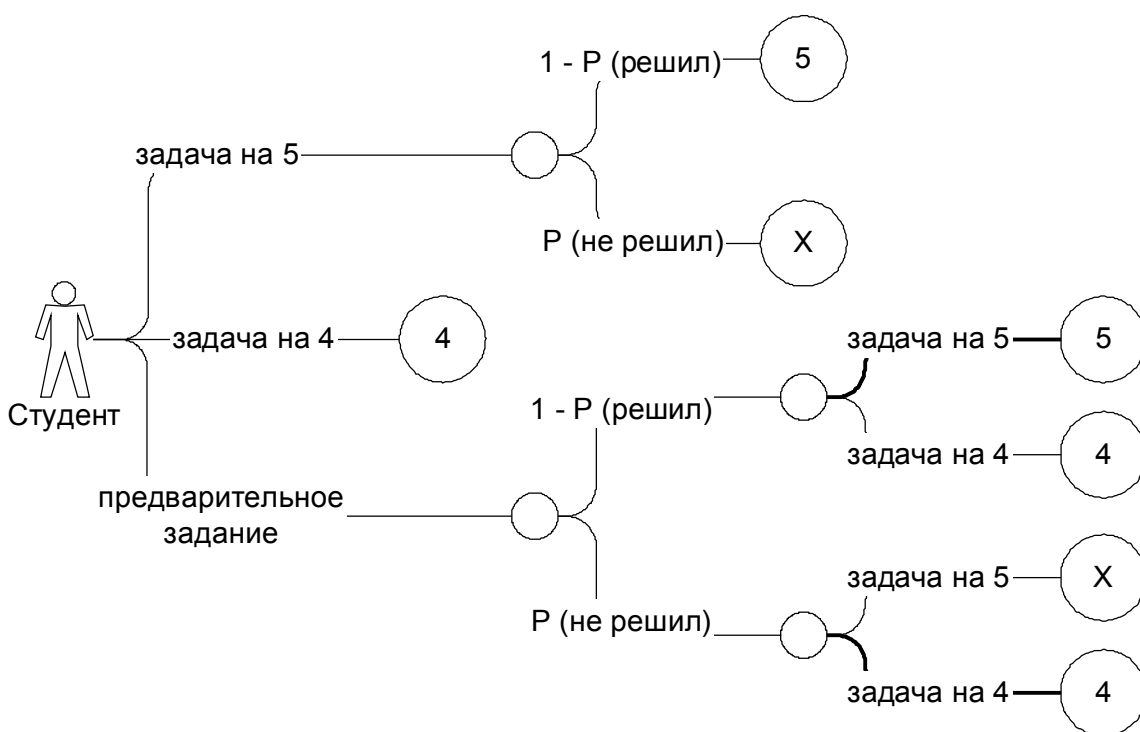 1 - P (решил)
5
задача на 5
P (не решил)
X
задача на 4
4
Студент
задача на 5
5
1 - P (решил)
задача на 4
4
предварительное
задание
задача на 5
X
P (не решил)
задача на 4
4